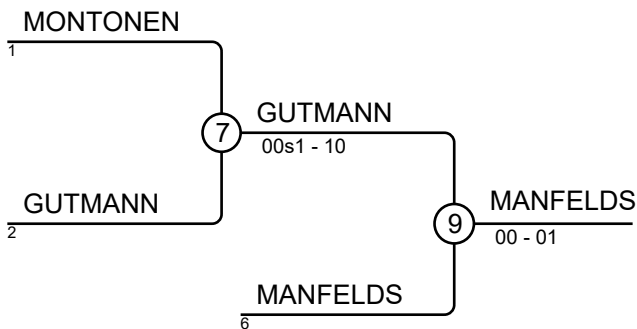 MONTONEN
1
7
GUTMANN
00s1 - 10
GUTMANN
2
9
MANFELDS
00 - 01
MANFELDS
6